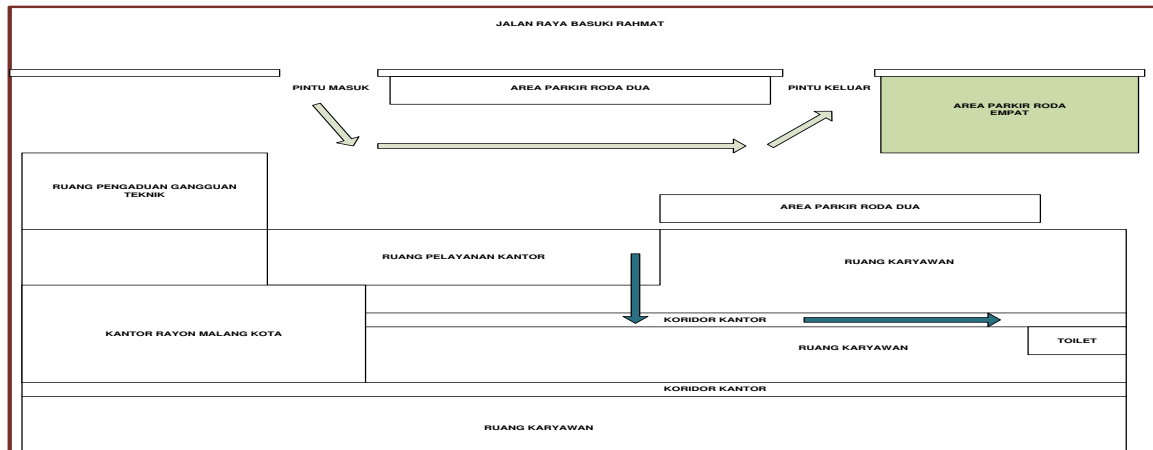 JALAN RAYA BASUKI RAHMAT
PINTU MASUK
AREA PARKIR RODA DUA
PINTU KELUAR
AREA PARKIR RODA
EMPAT
RUANG PENGADUAN GANGGUAN
TEKNIK
AREA PARKIR RODA DUA
RUANG PELAYANAN KANTOR
RUANG KARYAWAN
KANTOR RAYON MALANG KOTA
KORIDOR KANTOR
RUANG KARYAWAN
TOILET
KORIDOR KANTOR
RUANG KARYAWAN